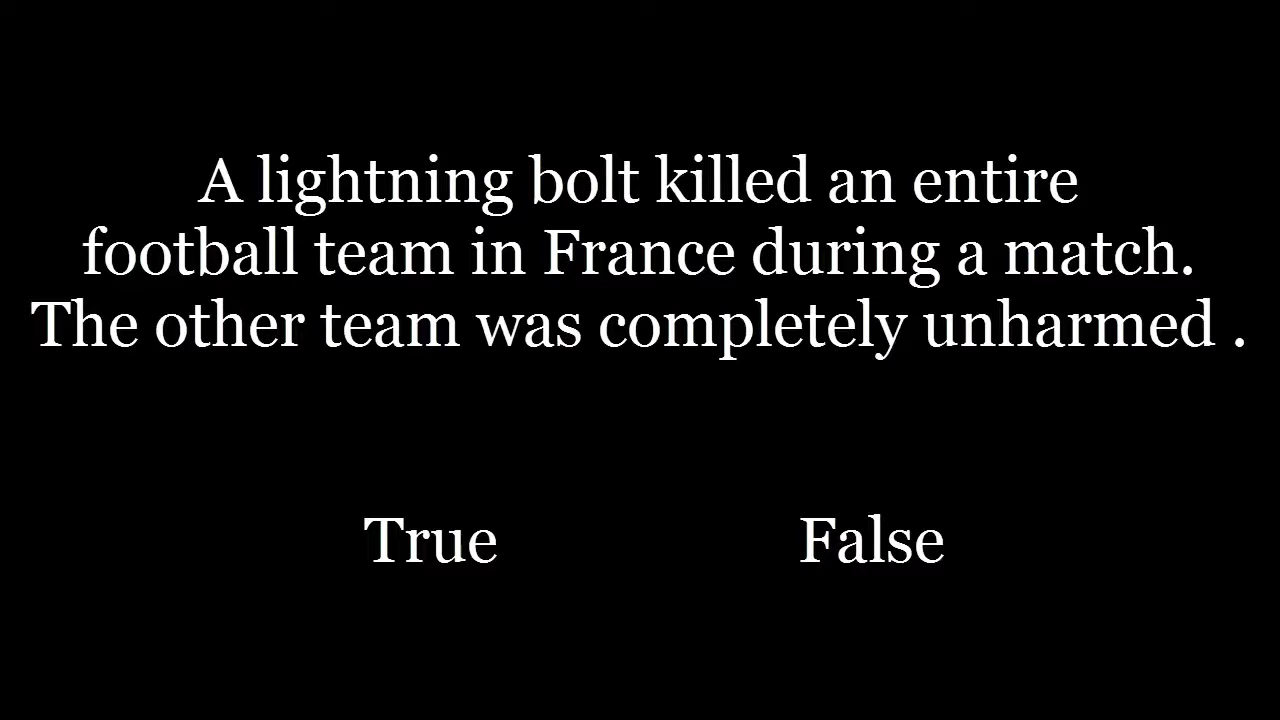 A lightning bolt killed an entire
football team in France during a match.
The other team was completely unharmed .
True False